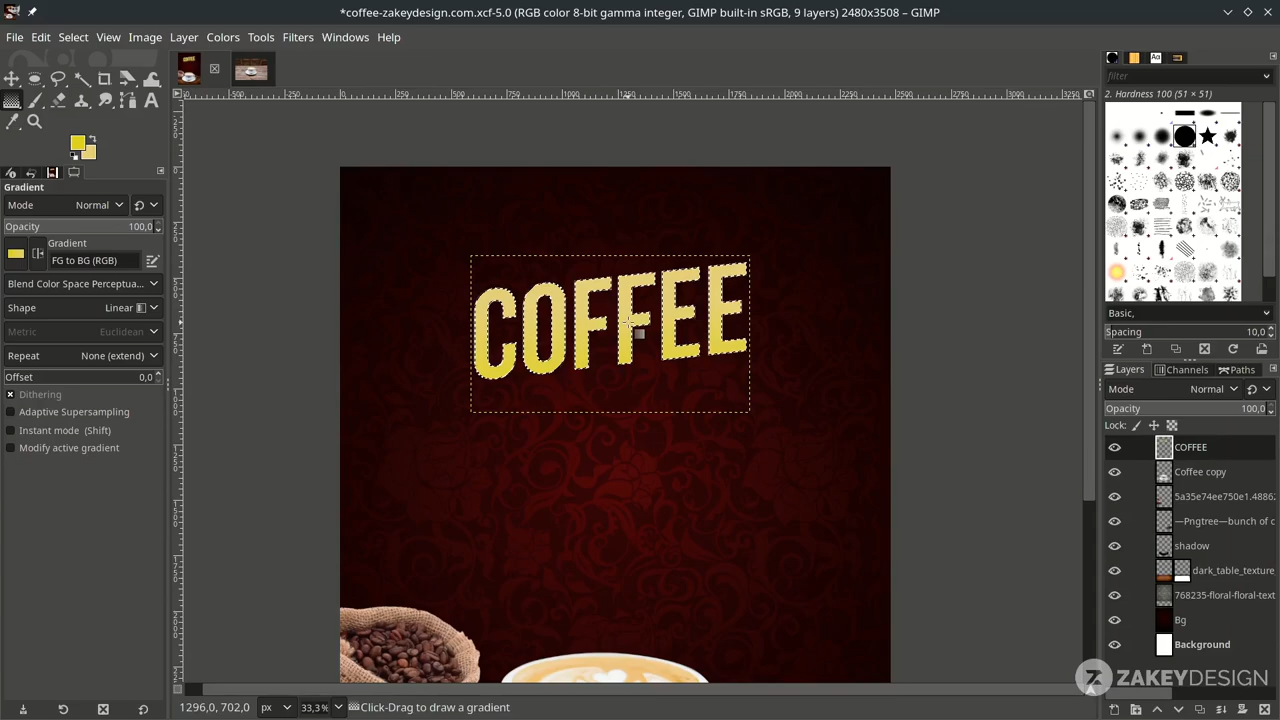 *coffee-zakeydesign.com.xcf-5.0 (RGB color 8-bit gamma integer, GIMP built-in sRGB, 9 layers) 2480x3508 – GIMP
File Edit Select View Image Layer Colors Tools Filters Windows Help
filter
2. Hardness 100 (51 × 51)
Gradient
Mode Normal
Opacity 100,0
Gradient
FG to BG (RGB)
Blend Color Space Perceptua...
Shape Linear
Metric Euclidean
Repeat None (extend)
Offset 0,0
Dithering
Adaptive Supersampling
Instant mode (Shift)
Modify active gradient
COFFEE
Basic,
Spacing 10,0
Layers Channels Paths
Mode Normal
Opacity 100,0
Lock:
COFFEE
Coffee copy
5a35e74ee750e1.4886
—Pngtree—bunch of c
shadow
dark_table_texture
768235-floral-floral-text
Bg
Background
ZAKEYDESIGN
1296,0, 702,0 px 33,3% Click-Drag to draw a gradient